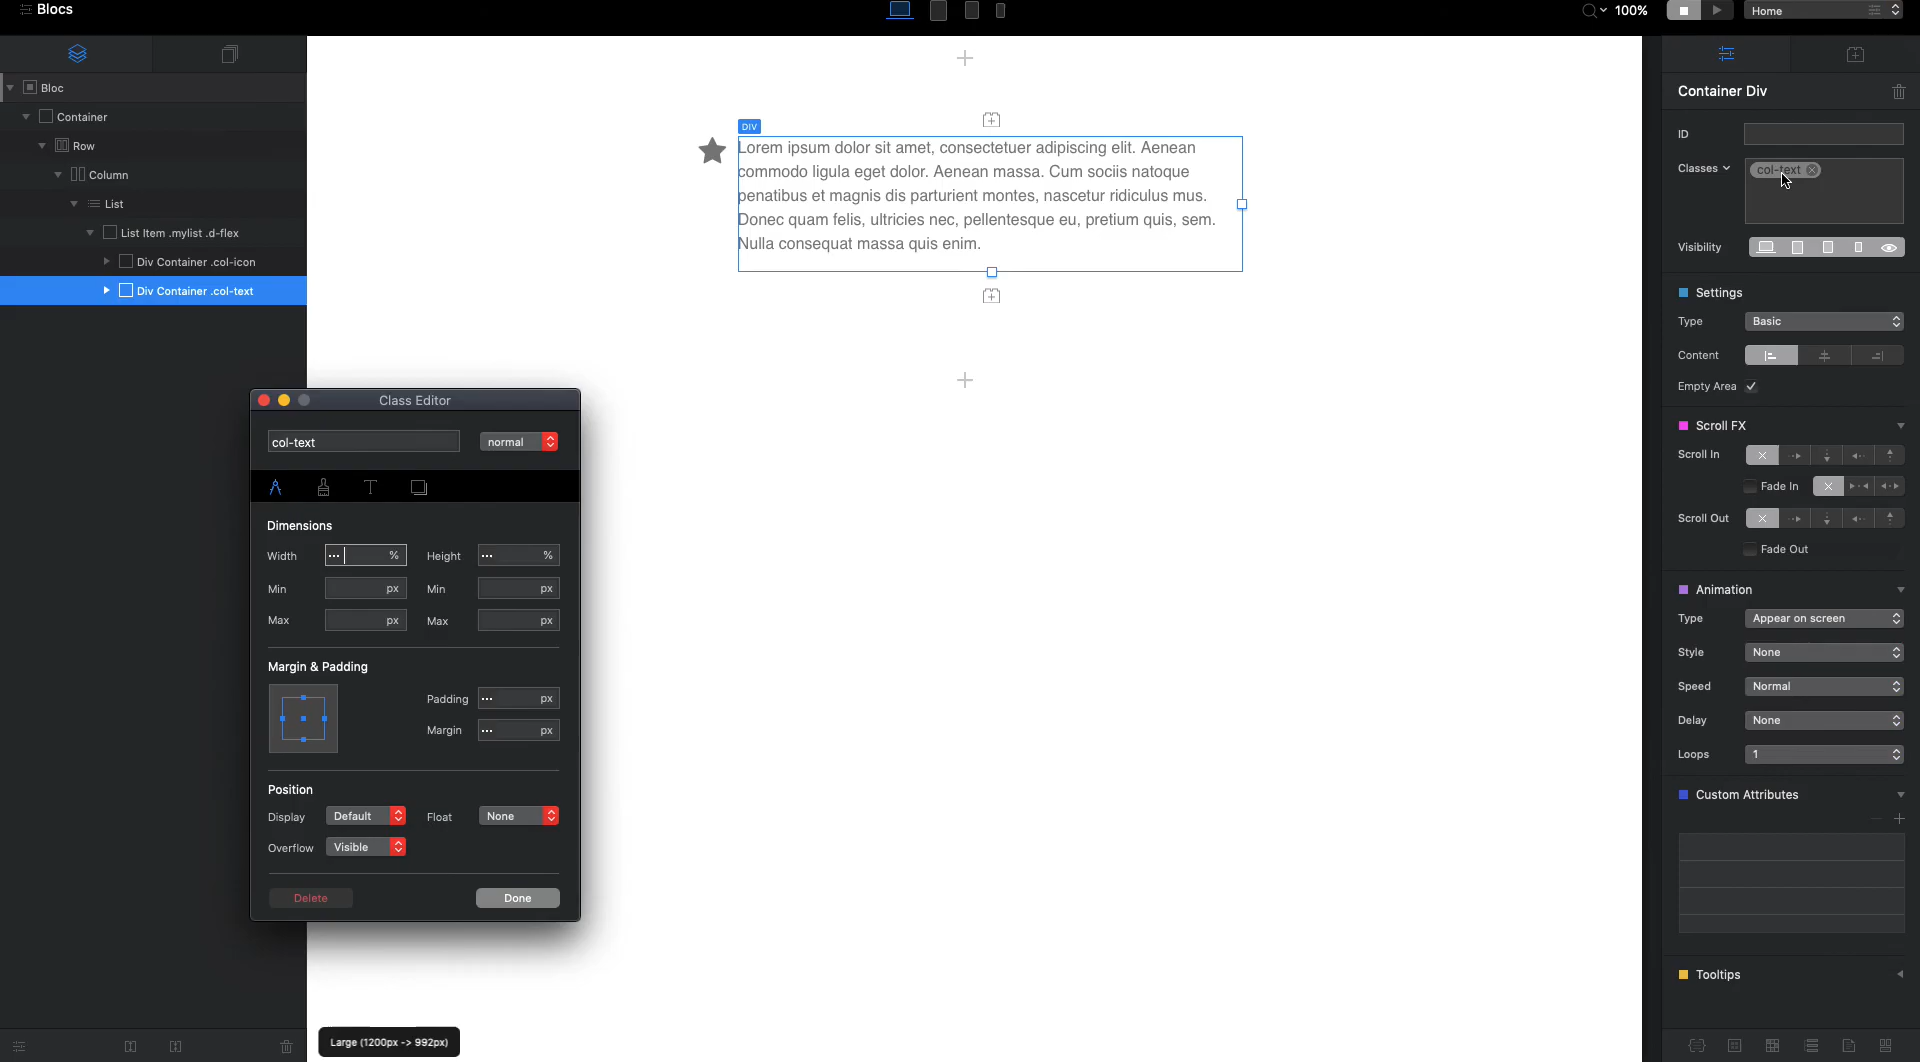 Blocs
100%
Home
Bloc
Container
Row
Column
List
List Item .mylist .d-flex
Div Container .col-icon
Div Container .col-text
DIV
Lorem ipsum dolor sit amet, consectetuer adipiscing elit. Aenean
commodo ligula eget dolor. Aenean massa. Cum sociis natoque
penatibus et magnis dis parturient montes, nascetur ridiculus mus.
Donec quam felis, ultricies nec, pellentesque eu, pretium quis, sem.
Nulla consequat massa quis enim.
Class Editor
col-text
normal
Dimensions
Width ... % Height ... %
Min px Min px
Max px Max px
Margin & Padding
Padding ... px
Margin ... px
Position
Display Default Float None
Overflow Visible
Delete Done
Large (1200px -> 992px)
Container Div
ID
Classes col-text
Visibility
Settings
Type Basic
Content
Empty Area
Scroll FX
Scroll In
Fade In
Scroll Out
Fade Out
Animation
Type Appear on screen
Style None
Speed Normal
Delay None
Loops 1
Custom Attributes
Tooltips